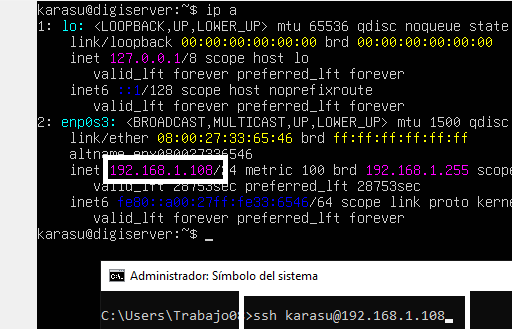 karasu@digiserver:~$ ip a
1: lo: <LOOPBACK,UP,LOWER_UP> mtu 65536 qdisc noqueue state
link/loopback 00:00:00:00:00:00 brd 00:00:00:00:00:00
inet 127.0.0.1/8 scope host lo
valid_lft forever preferred_lft forever
inet6 ::1/128 scope host noprefixroute
valid_lft forever preferred_lft forever
2: enp0s3: <BROADCAST,MULTICAST,UP,LOWER_UP> mtu 1500 qdisc
link/ether 08:00:27:33:65:46 brd ff:ff:ff:ff:ff:ff
altname enx080027336546
inet 192.168.1.108/24 metric 100 brd 192.168.1.255 scope
valid_lft 28753sec preferred_lft 28753sec
inet6 fe80::a00:27ff:fe33:6546/64 scope link proto kerne
valid_lft forever preferred_lft forever
karasu@digiserver:~$ _
Administrador: Símbolo del sistema
C:\Users\Trabajo0>ssh karasu@192.168.1.108